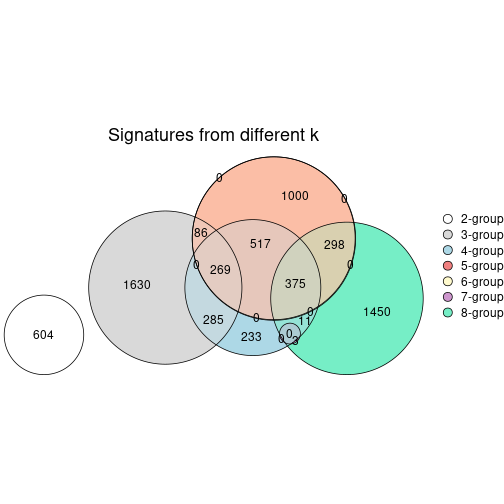 Signatures from different k
0
1000
0
86
517
298
0
269
0
1630
375
1450
285
0
0
11
604
233
0
0
3
2-group
3-group
4-group
5-group
6-group
7-group
8-group